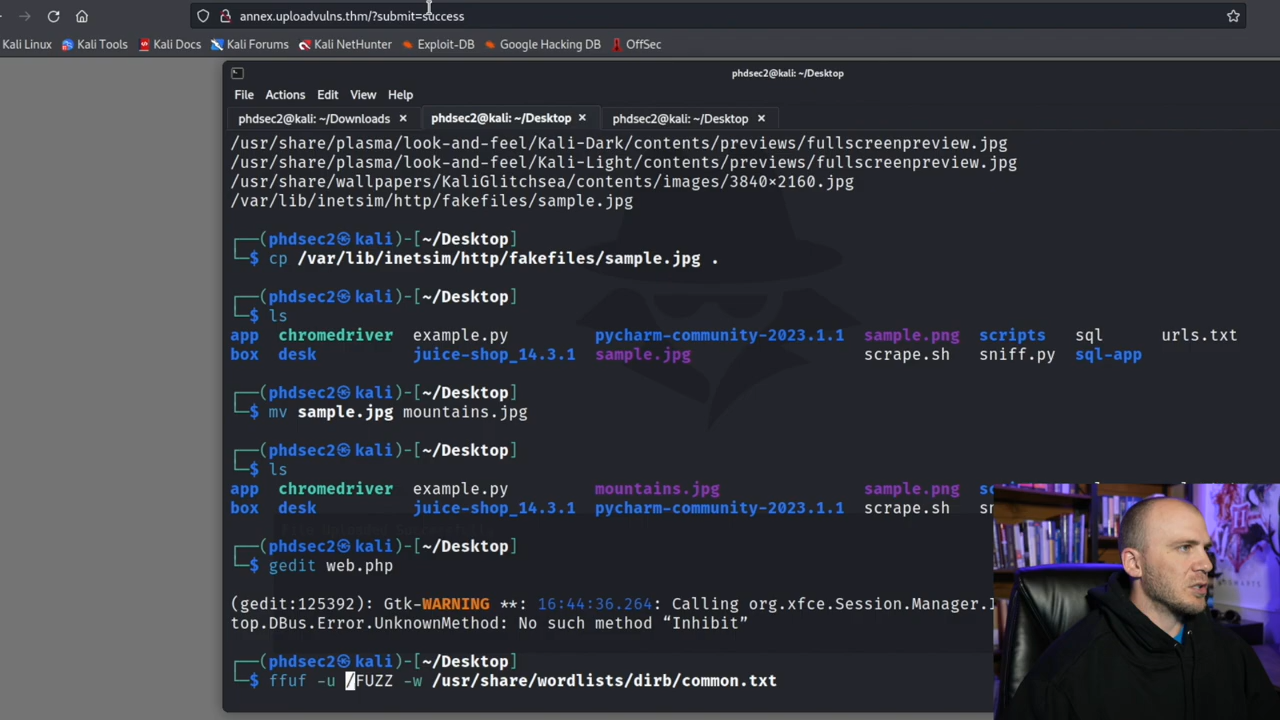 annex.uploadvulns.thm/?submit=success
Kali Linux Kali Tools Kali Docs Kali Forums Kali NetHunter Exploit-DB Google Hacking DB OffSec
phdsec2@kali: ~/Desktop
File Actions Edit View Help
phdsec2@kali: ~/Downloads × phdsec2@kali: ~/Desktop × phdsec2@kali: ~/Desktop ×
/usr/share/plasma/look-and-feel/Kali-Dark/contents/previews/fullscreenpreview.jpg
/usr/share/plasma/look-and-feel/Kali-Light/contents/previews/fullscreenpreview.jpg
/usr/share/wallpapers/KaliGlitchsea/contents/images/3840×2160.jpg
/var/lib/inetsim/http/fakefiles/sample.jpg
┌──(phdsec2㉿kali)-[~/Desktop]
└─$ cp /var/lib/inetsim/http/fakefiles/sample.jpg .
┌──(phdsec2㉿kali)-[~/Desktop]
└─$ ls
app chromedriver example.py pycharm-community-2023.1.1 sample.png scripts sql urls.txt
box desk juice-shop_14.3.1 sample.jpg scrape.sh sniff.py sql-app
┌──(phdsec2㉿kali)-[~/Desktop]
└─$ mv sample.jpg mountains.jpg
┌──(phdsec2㉿kali)-[~/Desktop]
└─$ ls
app chromedriver example.py mountains.jpg sample.png
box desk juice-shop_14.3.1 pycharm-community-2023.1.1 scrape.sh
┌──(phdsec2㉿kali)-[~/Desktop]
└─$ gedit web.php
(gedit:125392): Gtk-WARNING **: 16:44:36.264: Calling org.xfce.Session.Manager.
top.DBus.Error.UnknownMethod: No such method “Inhibit”
┌──(phdsec2㉿kali)-[~/Desktop]
└─$ ffuf -u /FUZZ -w /usr/share/wordlists/dirb/common.txt